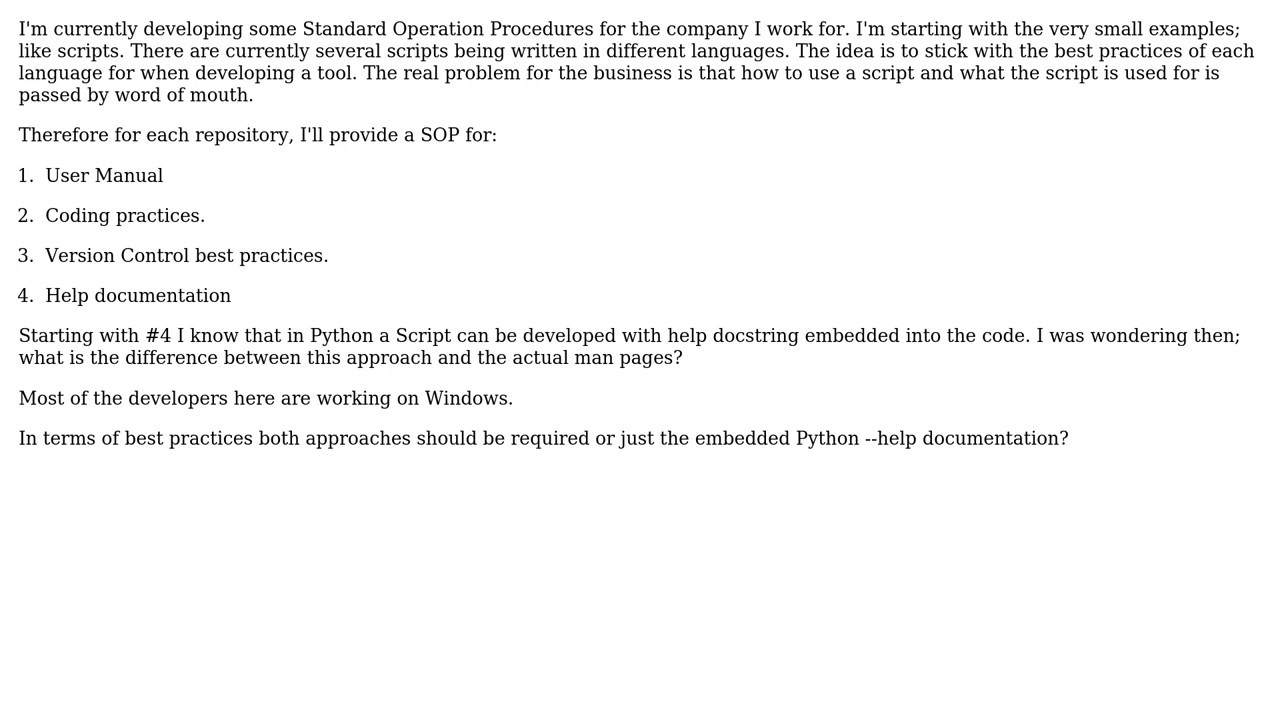 I'm currently developing some Standard Operation Procedures for the company I work for. I'm starting with the very small examples;
like scripts. There are currently several scripts being written in different languages. The idea is to stick with the best practices of each
language for when developing a tool. The real problem for the business is that how to use a script and what the script is used for is
passed by word of mouth.
Therefore for each repository, I'll provide a SOP for:
1. User Manual
2. Coding practices.
3. Version Control best practices.
4. Help documentation
Starting with #4 I know that in Python a Script can be developed with help docstring embedded into the code. I was wondering then;
what is the difference between this approach and the actual man pages?
Most of the developers here are working on Windows.
In terms of best practices both approaches should be required or just the embedded Python --help documentation?